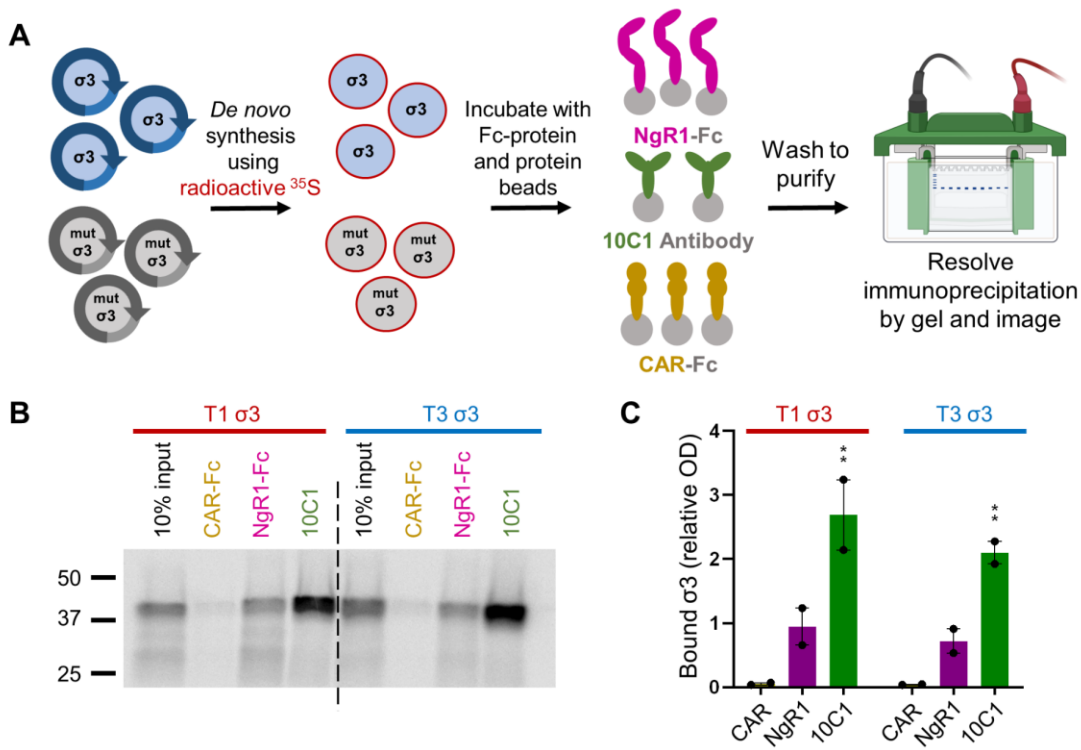 A
σ3
σ3
σ3
mut
σ3
mut
σ3
mut
σ3
De novo
synthesis
using
radioactive ³⁵S
σ3
σ3
σ3
mut
σ3
mut
σ3
mut
σ3
Incubate with
Fc-protein
and protein
beads
NgR1-Fc
10C1 Antibody
CAR-Fc
Wash to
purify
Resolve
immunoprecipitation
by gel and image
B
T1 σ3
T3 σ3
10% input
CAR-Fc
NgR1-Fc
10C1
10% input
CAR-Fc
NgR1-Fc
10C1
50
37
25
C
T1 σ3
T3 σ3
Bound σ3 (relative OD)
4
3
2
1
0
**
**
CAR
NgR1
10C1
CAR
NgR1
10C1